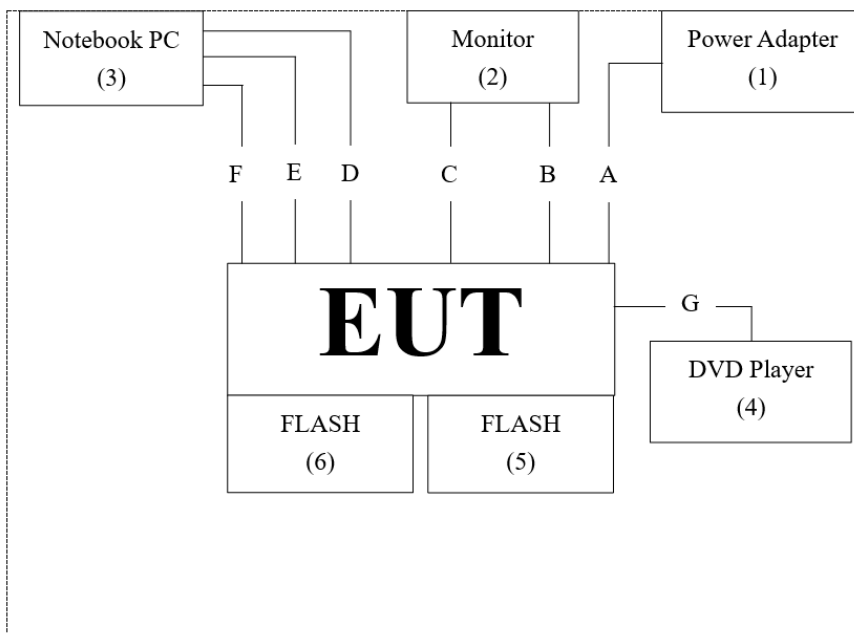 Notebook PC
(3)
Monitor
(2)
Power Adapter
(1)
F
E
D
C
B
A
EUT
G
DVD Player
(4)
FLASH
(6)
FLASH
(5)